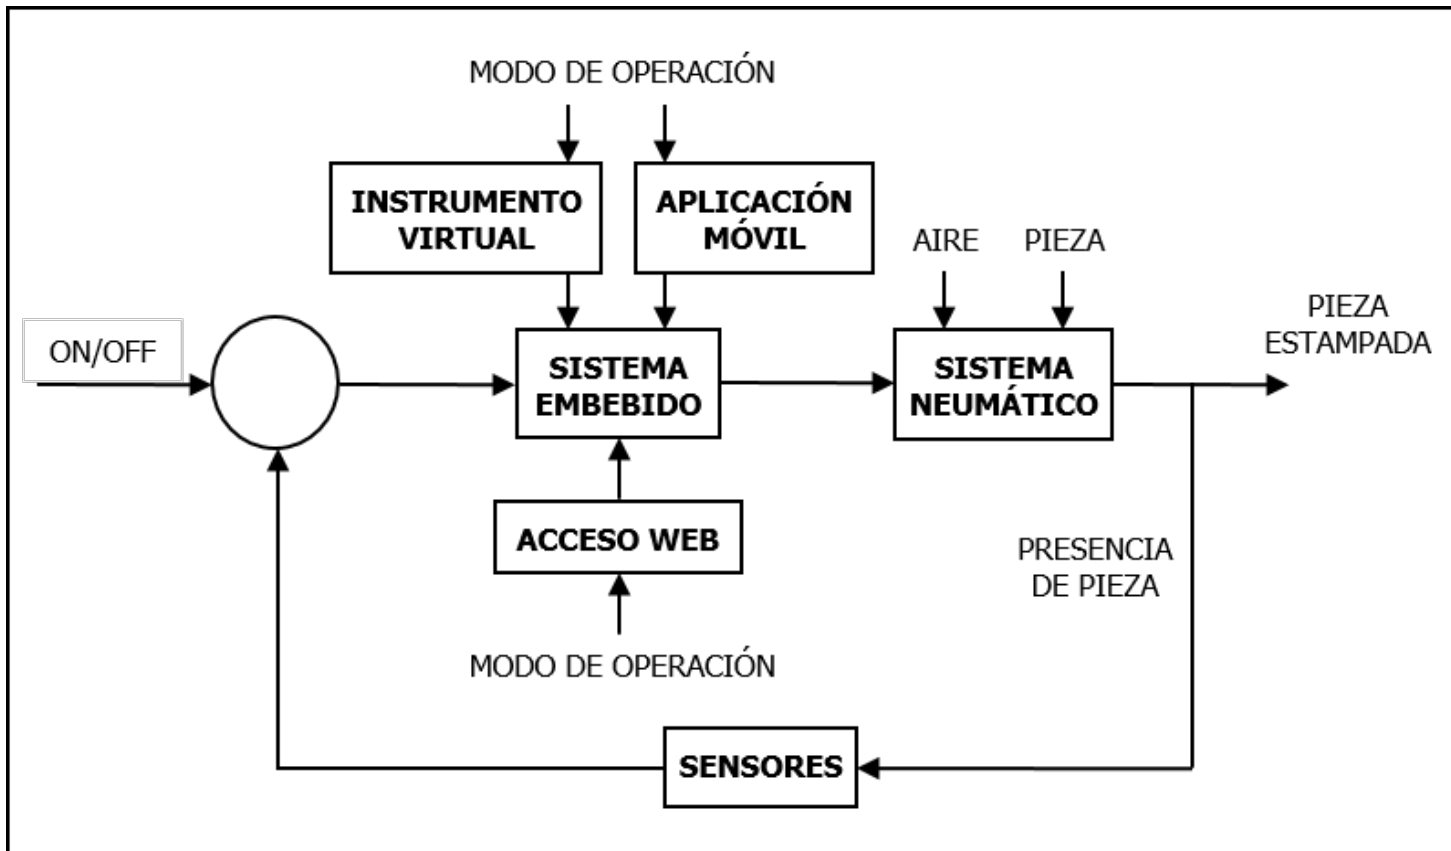 MODO DE OPERACIÓN
INSTRUMENTO
VIRTUAL
APLICACIÓN
MÓVIL
AIRE
PIEZA
PIEZA
ESTAMPADA
ON/OFF
SISTEMA
EMBEBIDO
SISTEMA
NEUMÁTICO
ACCESO WEB
PRESENCIA
DE PIEZA
MODO DE OPERACIÓN
SENSORES